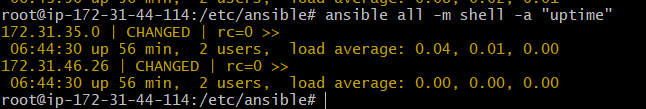 root@ip-172-31-44-114:/etc/ansible# ansible all -m shell -a "uptime"
172.31.35.0 | CHANGED | rc=0 >>
 06:44:30 up 56 min,  2 users,  load average: 0.04, 0.01, 0.00
172.31.46.26 | CHANGED | rc=0 >>
 06:44:30 up 56 min,  2 users,  load average: 0.00, 0.00, 0.00
root@ip-172-31-44-114:/etc/ansible#